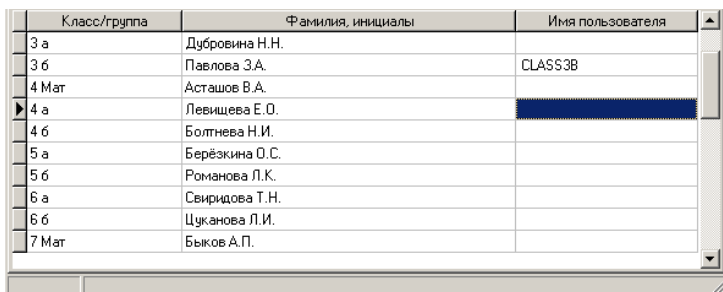 Класс/группа Фамилия, инициалы Имя пользователя
3 а Дубровина Н.Н.
3 б Павлова З.А. CLASS3B
4 Мат Асташов В.А.
4 а Левищева Е.О.
4 б Болтнева Н.И.
5 а Берёзкина О.С.
5 б Романова Л.К.
6 а Свиридова Т.Н.
6 б Цуканова Л.И.
7 Мат Быков А.П.